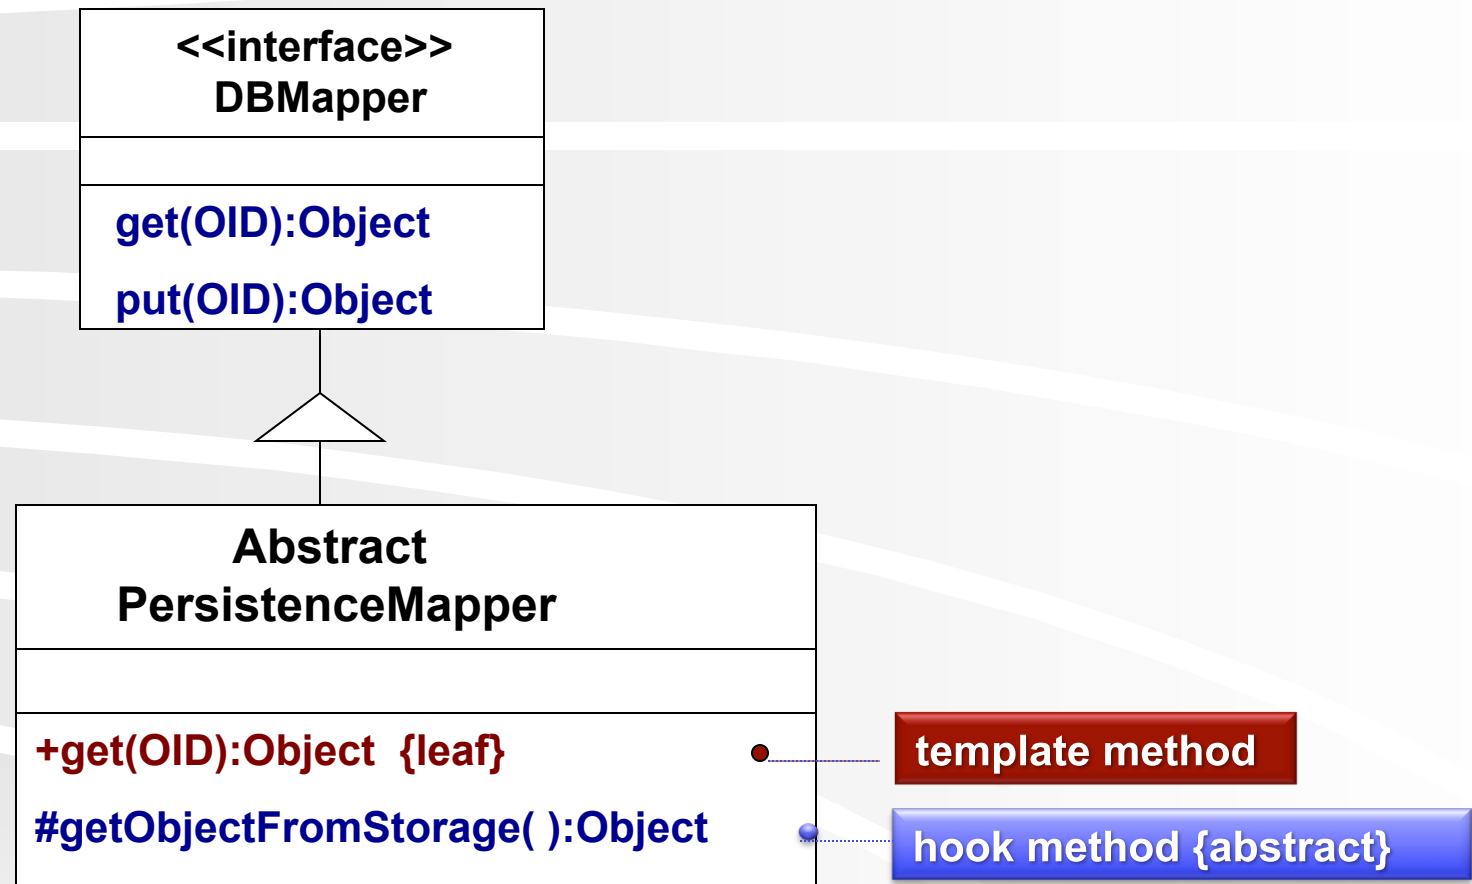 <<interface>>
DBMapper
get(OID):Object
put(OID):Object
Abstract
PersistenceMapper
+get(OID):Object {leaf}
template method
#getObjectFromStorage( ):Object
hook method {abstract}